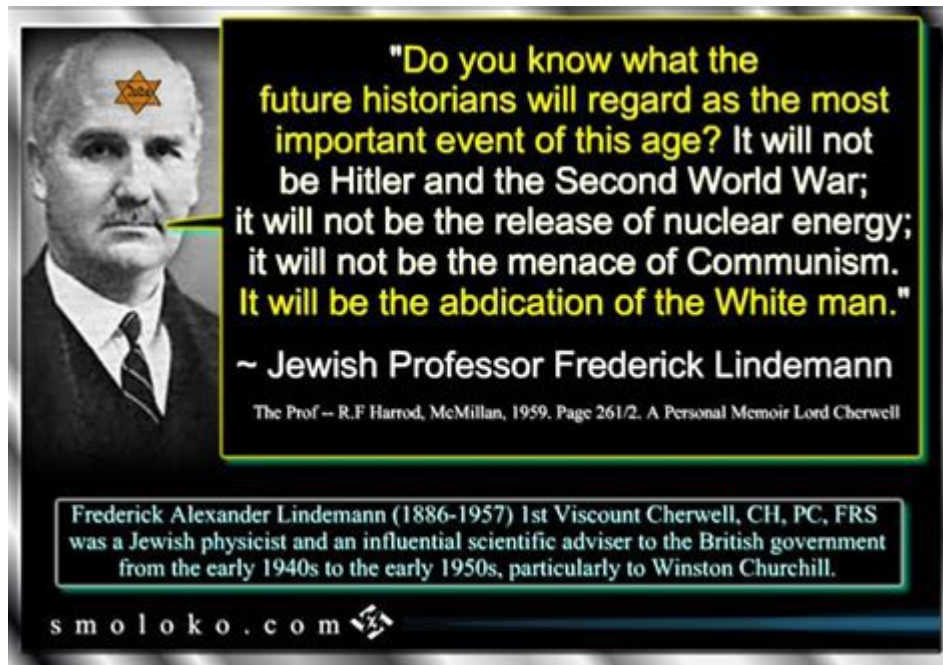 "Do you know what the
future historians will regard as the most
important event of this age? It will not
be Hitler and the Second World War;
it will not be the release of nuclear energy;
it will not be the menace of Communism.
It will be the abdication of the White man."
~ Jewish Professor Frederick Lindemann
The Prof -- R.F Harrod, McMillan, 1959. Page 261/2. A Personal Memoir Lord Cherwell
Frederick Alexander Lindemann (1886-1957) 1st Viscount Cherwell, CH, PC, FRS
was a Jewish physicist and an influential scientific adviser to the British government
from the early 1940s to the early 1950s, particularly to Winston Churchill.
smoloko.com